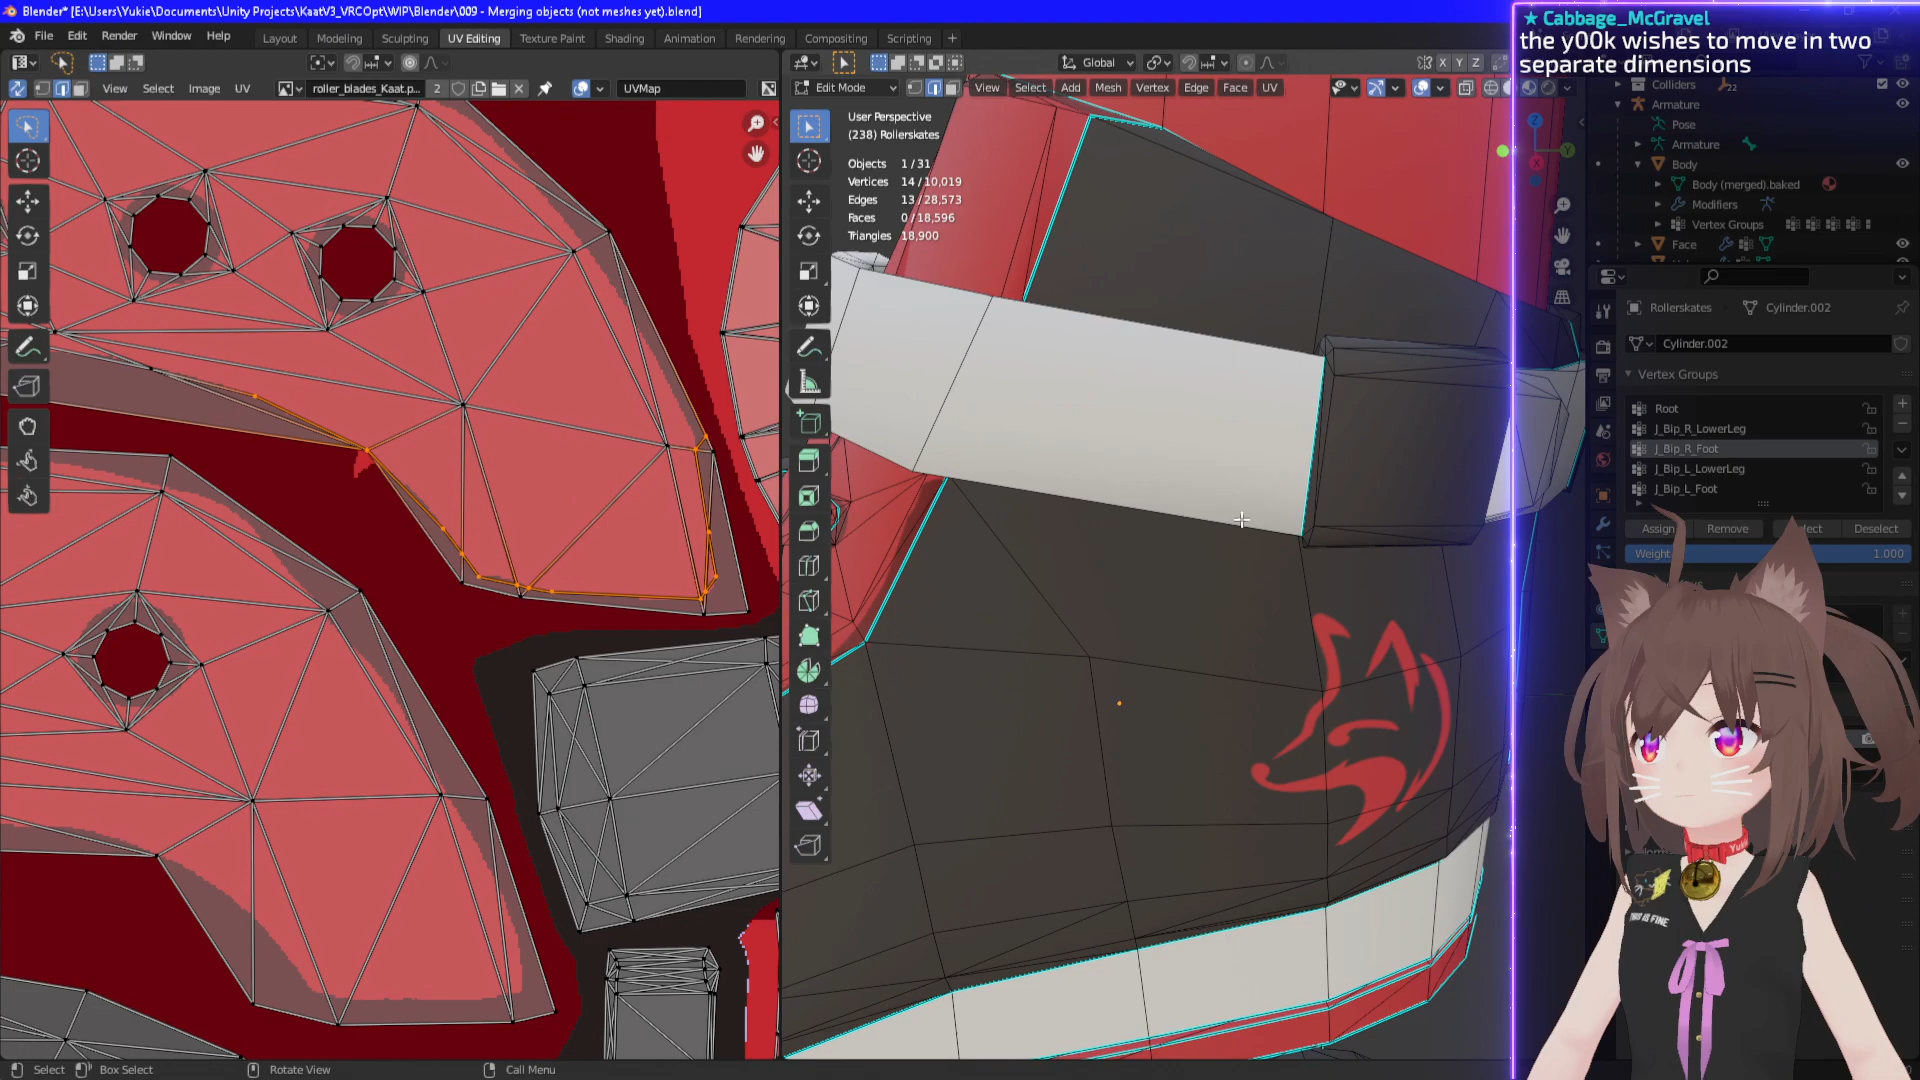 Blender* [E:\Users\Yukie\Documents\Unity Projects\KaatV3_VRCOpt\WIP\Blender\009 - Merging objects (not meshes yet).blend]
★ Cabbage_McGravel
the y00k wishes to move in two
separate dimensions
File Edit Render Window Help
Layout Modeling Sculpting UV Editing Texture Paint Shading Animation Rendering Compositing Scripting +
Global
X Y Z
View Select Image UV
roller_blades_Kaat.p... 2
UVMap
Edit Mode
View Select Add Mesh Vertex Edge Face UV
User Perspective
(238) Rollerskates
Objects 1/31
Vertices 14/10,019
Edges 13/28,573
Faces 0/18,596
Triangles 18,900
Z
Y
X
Colliders 22
Armature
Pose
Armature
Body
Body (merged).baked
Modifiers
Vertex Groups
Face
Rollerskates
Cylinder.002
Cylinder.002
Vertex Groups
Root
J_Bip_R_LowerLeg
J_Bip_R_Foot
J_Bip_L_LowerLeg
J_Bip_L_Foot
Assign Remove Deselect
Weight 1.000
THIS IS FINE
Select
Box Select
Rotate View
Call Menu